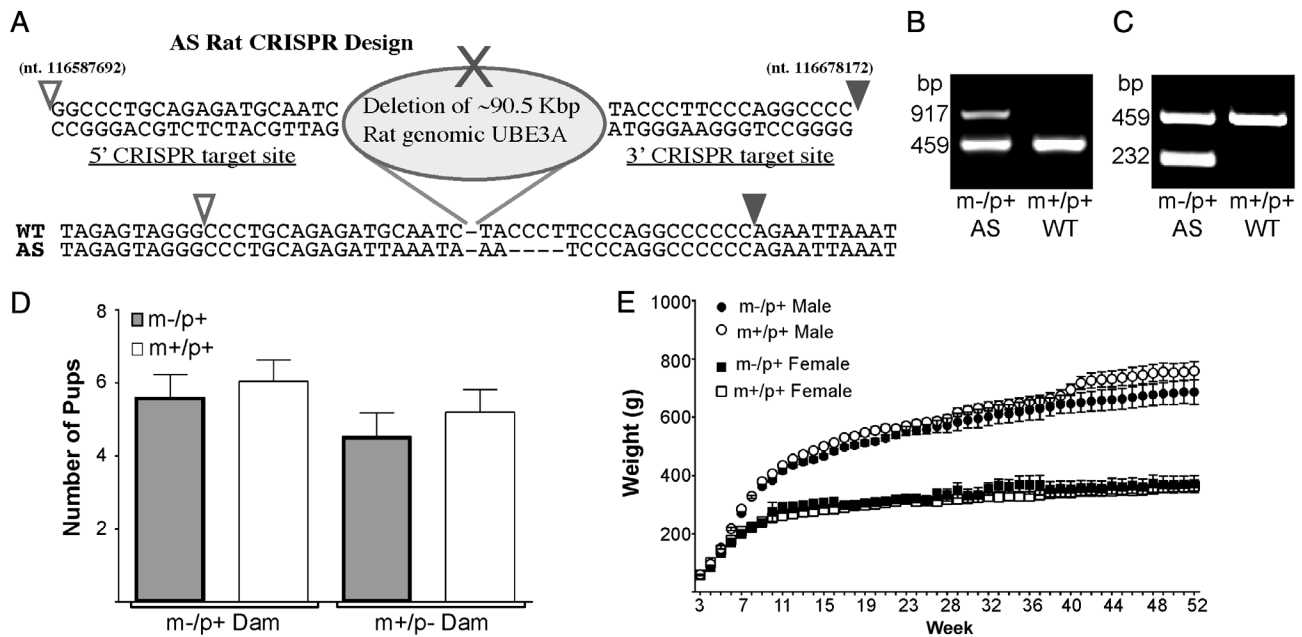 A
AS Rat CRISPR Design
(nt. 116587692)
(nt. 116678172)
GGCCCTGCAGAGATGCAATC
CCGGGACGTCTCTACGTTAG
5' CRISPR target site
Deletion of ~90.5 Kbp
Rat genomic UBE3A
TACCCTTCCCAGGCCCC
ATGGGAAGGGTCCGGGG
3' CRISPR target site
WT TAGAGTAGGGCCCTGCAGAGATGCAATC-TACCCTTCCCAGGCCCCCCAGAATTAAAT
AS TAGAGTAGGGCCCTGCAGAGATTAAATA-AA----TCCCAGGCCCCCCAGAATTAAAT
B
bp
917
459
m-/p+ m+/p+
AS WT
C
bp
459
232
m-/p+ m+/p+
AS WT
D
Number of Pups
8
6
4
2
m-/p+
m+/p+
m-/p+ Dam
m+/p- Dam
E
Weight (g)
1000
800
600
400
200
m-/p+ Male
m+/p+ Male
m-/p+ Female
m+/p+ Female
3 7 11 15 19 23 28 32 36 40 44 48 52
Week